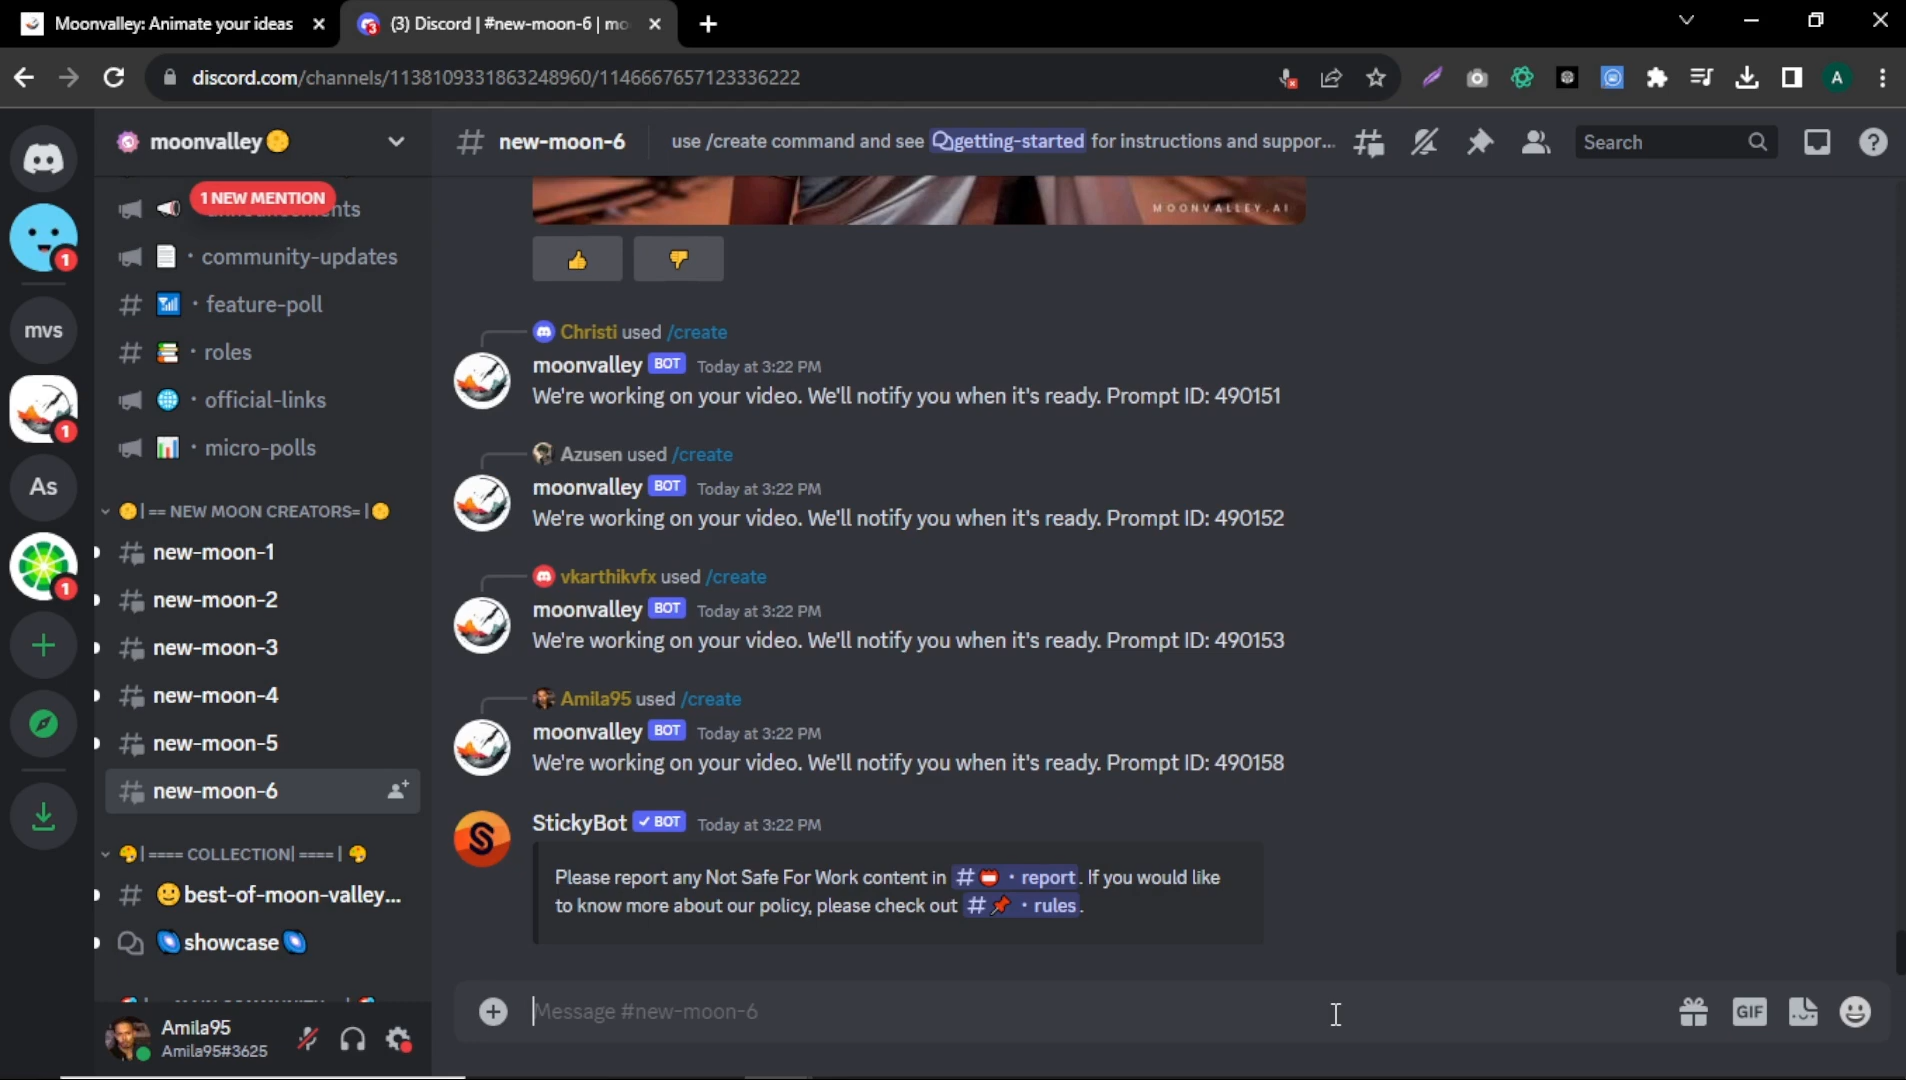 Moonvalley: Animate your ideas
(3) Discord | #new-moon-6 | mo
discord.com/channels/1138109331863248960/1146667657123336222
A
moonvalley
new-moon-6
use /create command and see getting-started for instructions and suppor...
Search
1 NEW MENTION
community-updates
feature-poll
roles
official-links
micro-polls
| == NEW MOON CREATORS= |
new-moon-1
new-moon-2
new-moon-3
new-moon-4
new-moon-5
new-moon-6
| ==== COLLECTION| ==== |
best-of-moon-valley...
showcase
Amila95
Amila95#3625
1
mvs
1
As
1
MOONVALLEY.AI
Christi used /create
moonvalley BOT Today at 3:22 PM
We're working on your video. We'll notify you when it's ready. Prompt ID: 490151
Azusen used /create
moonvalley BOT Today at 3:22 PM
We're working on your video. We'll notify you when it's ready. Prompt ID: 490152
vkarthikvfx used /create
moonvalley BOT Today at 3:22 PM
We're working on your video. We'll notify you when it's ready. Prompt ID: 490153
Amila95 used /create
moonvalley BOT Today at 3:22 PM
We're working on your video. We'll notify you when it's ready. Prompt ID: 490158
StickyBot ✓ BOT Today at 3:22 PM
Please report any Not Safe For Work content in # · report. If you would like
to know more about our policy, please check out # · rules.
Message #new-moon-6
GIF